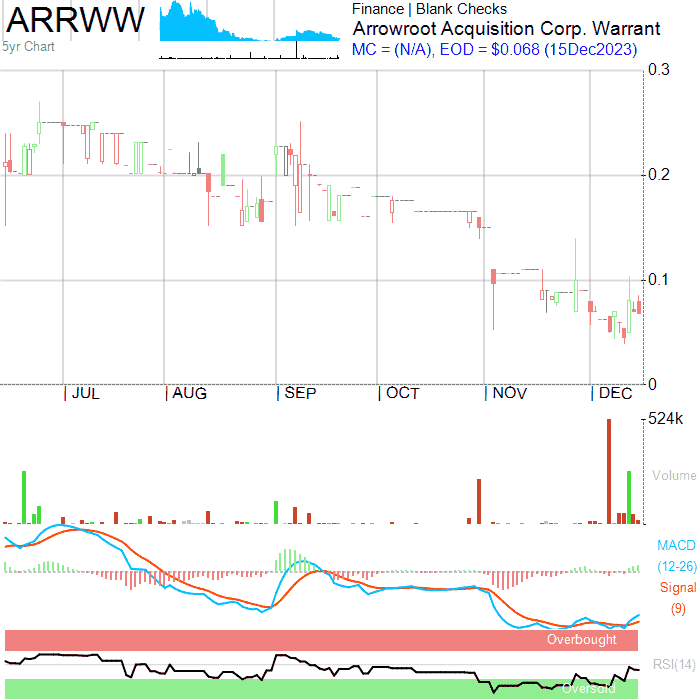 ARRWW
5yr Chart
Finance | Blank Checks
Arrowroot Acquisition Corp. Warrant
MC = (N/A), EOD = $0.068 (15Dec2023)
0.3
0.2
0.1
0
| JUL | AUG | SEP | OCT | NOV | DEC
524k
Volume
MACD
(12-26)
Signal
(9)
Overbought
RSI(14)
Oversold